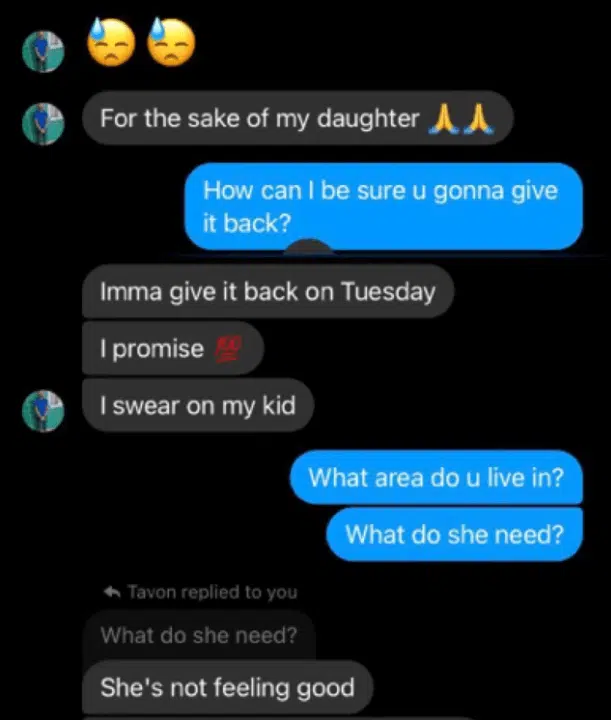 For the sake of my daughter 🙏🙏
How can I be sure u gonna give
it back?
Imma give it back on Tuesday
I promise 💯
I swear on my kid
What area do u live in?
What do she need?
Tavon replied to you
What do she need?
She's not feeling good